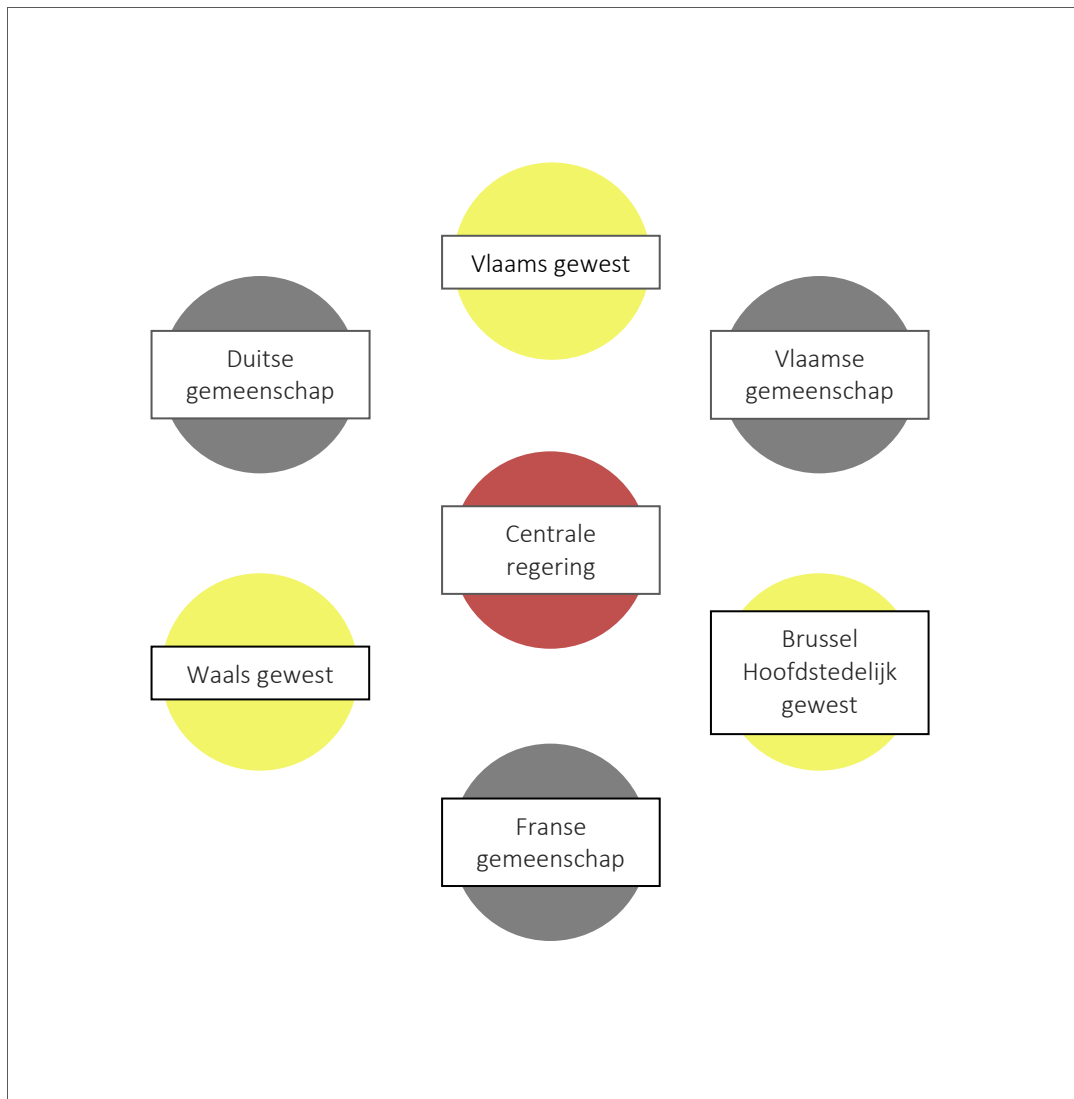 Vlaams gewest
Duitse
gemeenschap
Vlaamse
gemeenschap
Centrale
regering
Waals gewest
Brussel
Hoofdstedelijk
gewest
Franse
gemeenschap